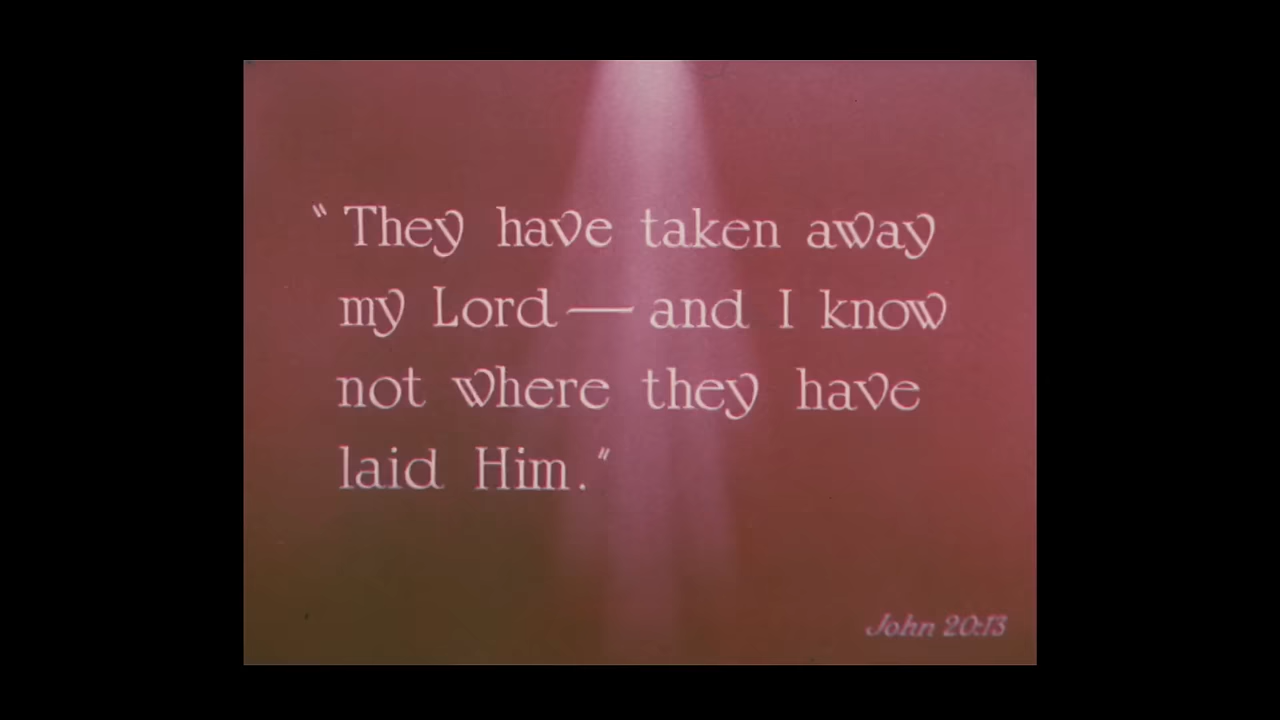 "They have taken away
my Lord — and I know
not where they have
laid Him."
John 20:13